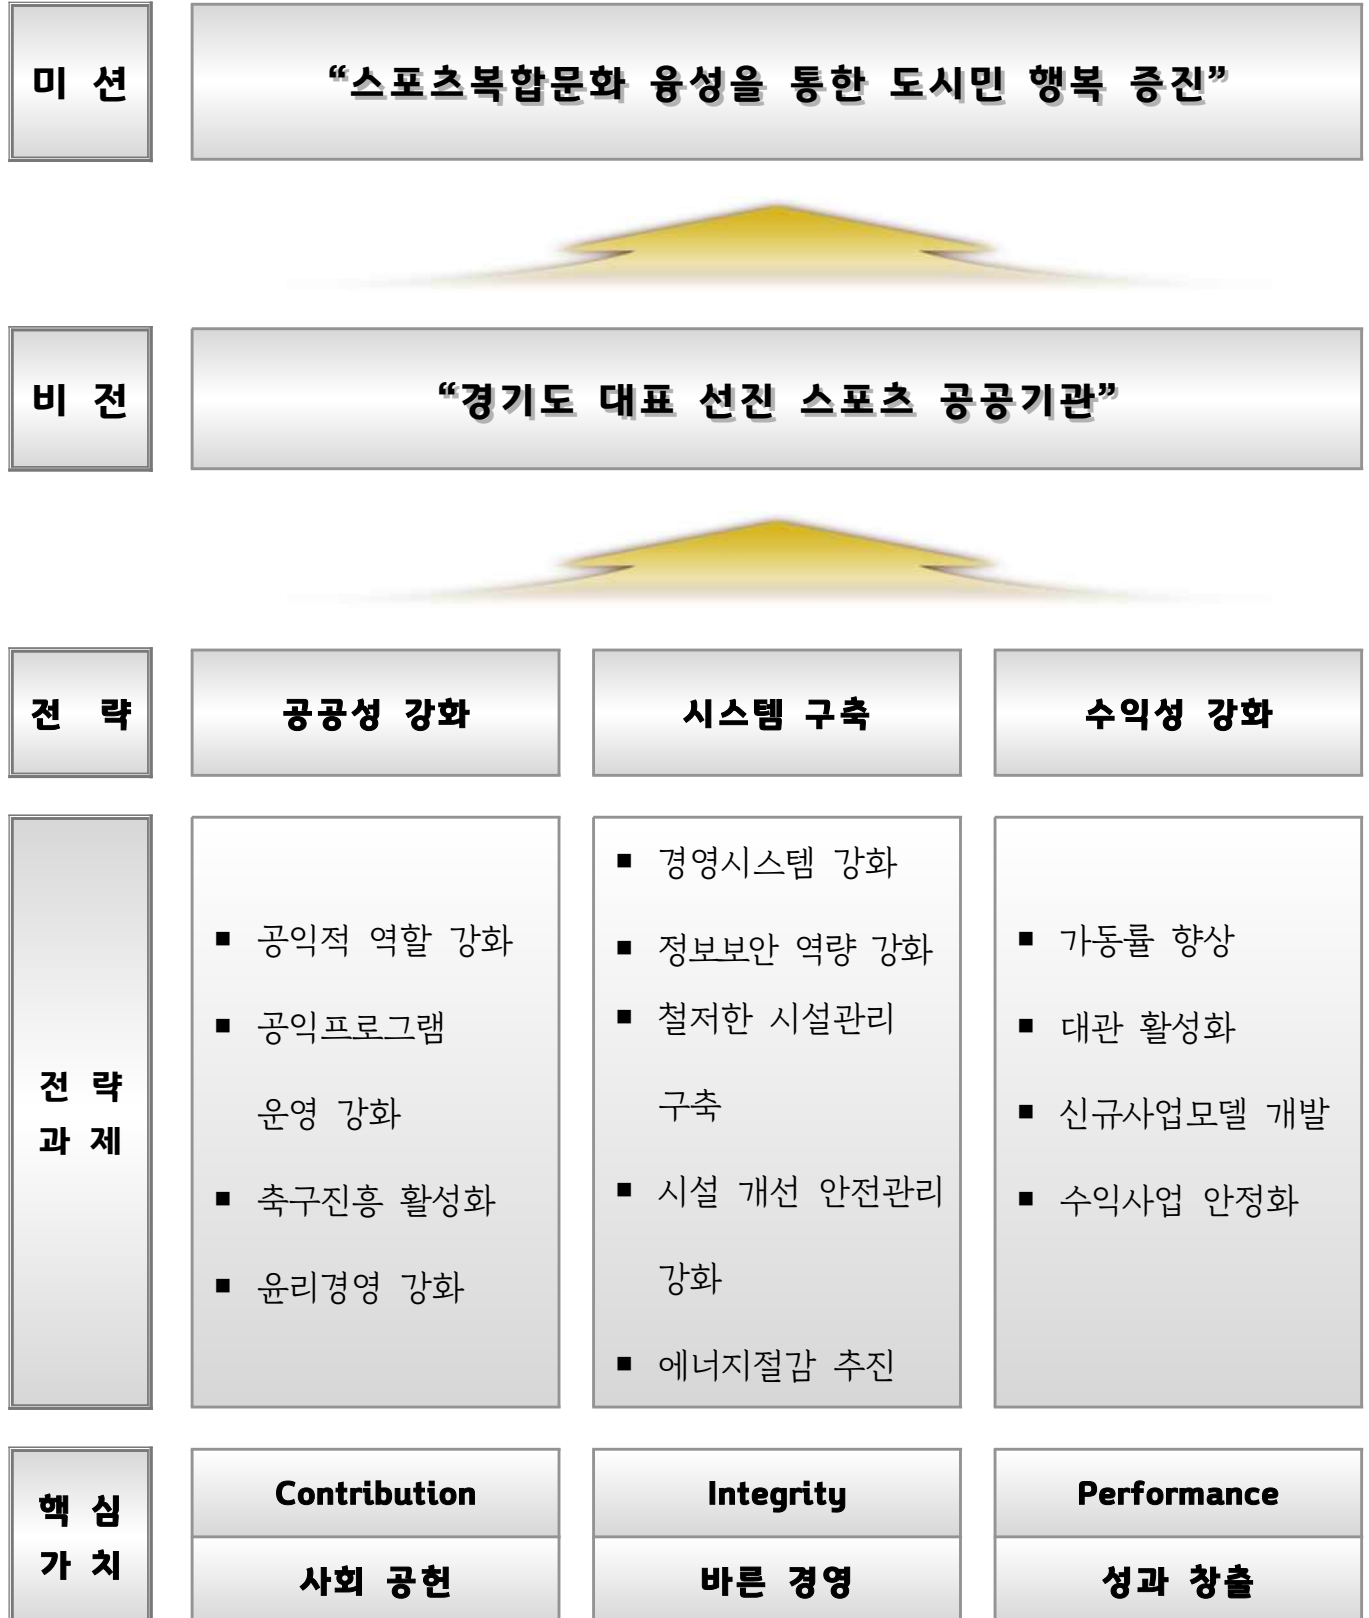 미 션
“스포츠복합문화 융성을 통한 도시민 행복 증진”
비 전
“경기도 대표 선진 스포츠 공공기관”
전 략
공공성 강화
시스템 구축
수익성 강화
전 략
과 제
■ 공익적 역할 강화
■ 공익프로그램
운영 강화
■ 축구진흥 활성화
■ 윤리경영 강화
■ 경영시스템 강화
■ 정보보안 역량 강화
■ 철저한 시설관리
구축
■ 시설 개선 안전관리
강화
■ 에너지절감 추진
■ 가동률 향상
■ 대관 활성화
■ 신규사업모델 개발
■ 수익사업 안정화
핵 심
가 치
Contribution
사회 공헌
Integrity
바른 경영
Performance
성과 창출